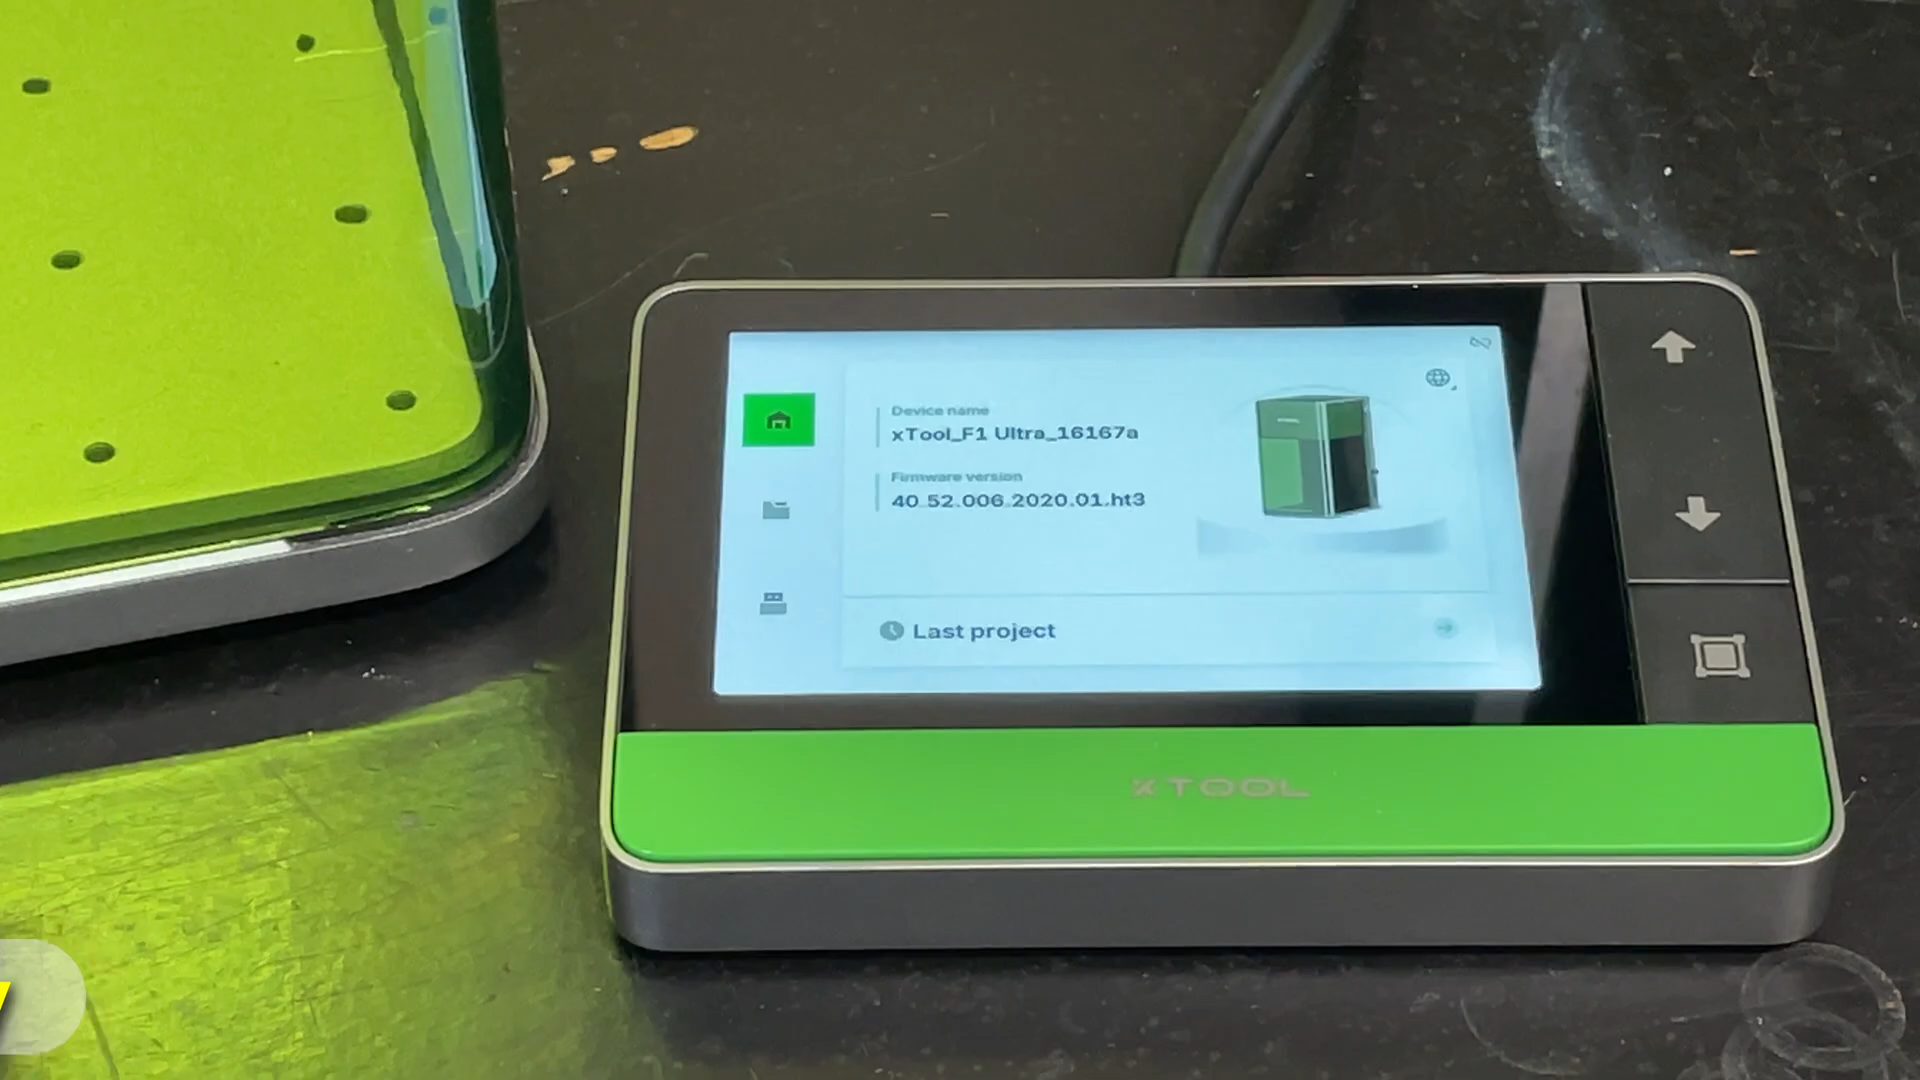 Device name
xTool_F1 Ultra_16167a
Firmware version
40.52.006.2020.01.ht3
Last project
XTOOL